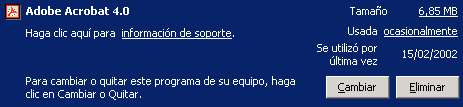 Adobe Acrobat 4.0
Tamaño 6,85 MB
Haga clic aquí para información de soporte.
Usada ocasionalmente
Se utilizó por última vez 15/02/2002
Para cambiar o quitar este programa de su equipo, haga
clic en Cambiar o Quitar.
Cambiar Eliminar